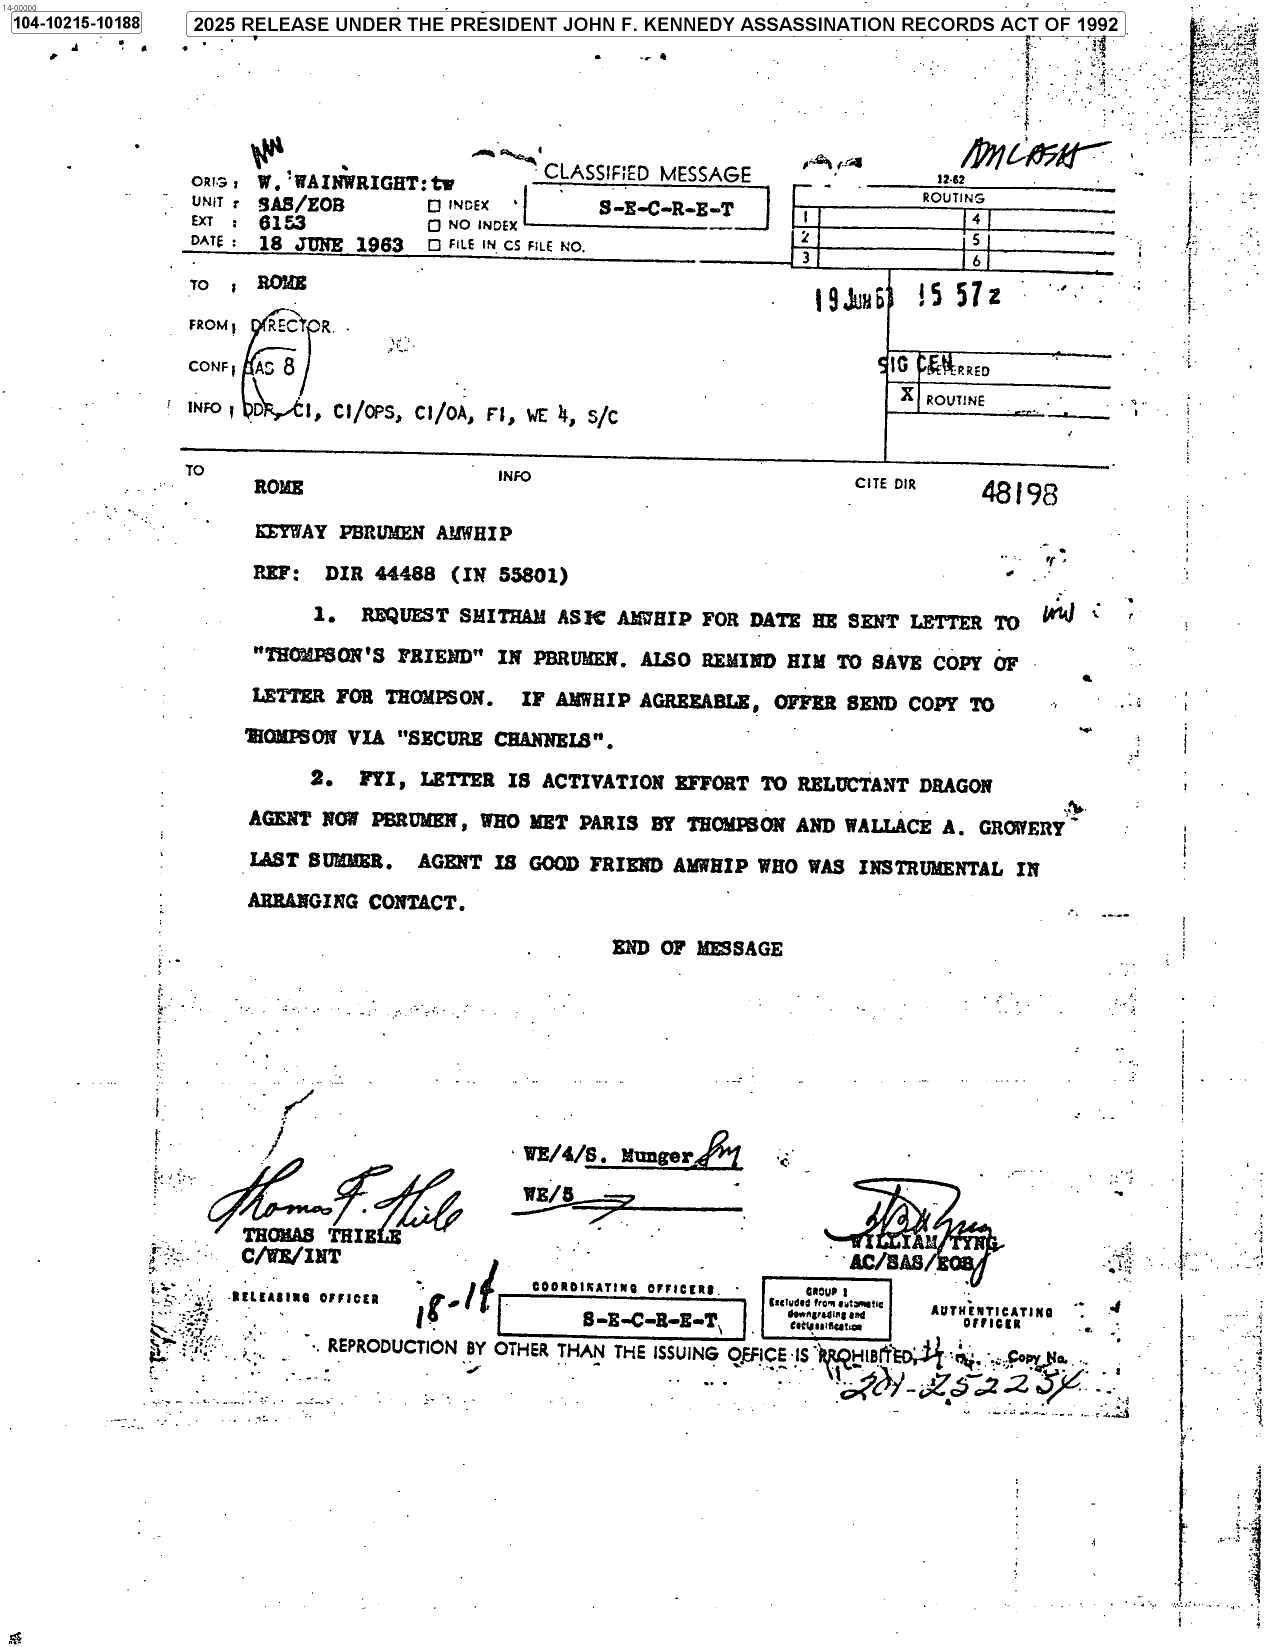 14-00000
104-10215-10188
2025 RELEASE UNDER THE PRESIDENT JOHN F. KENNEDY ASSASSINATION RECORDS ACT OF 1992
AMLASH
ORIG : W. WAINWRIGHT:tw
UNIT : SAS/EOB
EXT : 6153
DATE : 18 JUNE 1963
☐ INDEX
☐ NO INDEX
☐ FILE IN CS FILE NO.
CLASSIFIED MESSAGE
S-E-C-R-E-T
12-62
ROUTING
1 4
2 5
3 6
TO : ROME
19 JUN 63 15 57 Z
FROM: DIRECTOR
CONF: SAS 8
SIG CEN
DEFERRED
X ROUTINE
INFO : DDP, CI, CI/OPS, CI/OA, FI, WE 4, S/C
TO INFO CITE DIR
ROME 48198
KEYWAY PBRUMEN AMWHIP
REF: DIR 44488 (IN 55801)
1. REQUEST SMITHAM ASK AMWHIP FOR DATE HE SENT LETTER TO
"THOMPSON'S FRIEND" IN PBRUMEN. ALSO REMIND HIM TO SAVE COPY OF
LETTER FOR THOMPSON. IF AMWHIP AGREEABLE, OFFER SEND COPY TO
THOMPSON VIA "SECURE CHANNELS".
2. FYI, LETTER IS ACTIVATION EFFORT TO RELUCTANT DRAGON
AGENT NOW PBRUMEN, WHO MET PARIS BY THOMPSON AND WALLACE A. GROWERY
LAST SUMMER. AGENT IS GOOD FRIEND AMWHIP WHO WAS INSTRUMENTAL IN
ARRANGING CONTACT.
END OF MESSAGE
WE/4/S. Munger
WE/5
Thomas F. Thiele
THOMAS THIELE
C/WE/INT
WILLIAM TYNG
AC/SAS/EOB
RELEASING OFFICER
18-14
COORDINATING OFFICERS
S-E-C-R-E-T
GROUP 1
Excluded from automatic
downgrading and
declassification
AUTHENTICATING
OFFICER
REPRODUCTION BY OTHER THAN THE ISSUING OFFICE IS PROHIBITED.
Copy No.
201-252234